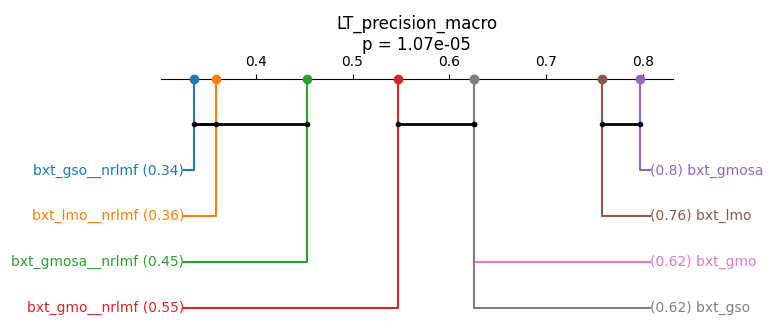 LT_precision_macro
p = 1.07e-05
0.4 0.5 0.6 0.7 0.8
bxt_gso__nrlmf (0.34) (0.8) bxt_gmosa
bxt_lmo__nrlmf (0.36) (0.76) bxt_lmo
bxt_gmosa__nrlmf (0.45) (0.62) bxt_gmo
bxt_gmo__nrlmf (0.55) (0.62) bxt_gso